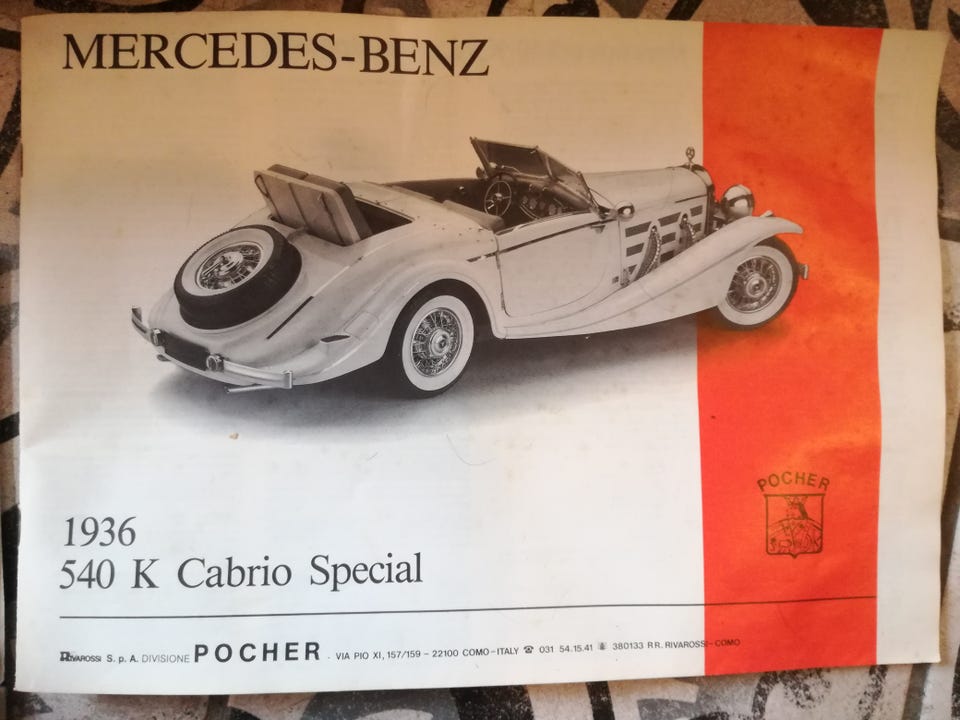 MERCEDES-BENZ
POCHER
1936
540 K Cabrio Special
RIVAROSSI S. p. A. DIVISIONE POCHER . VIA PIO XI, 157/159 - 22100 COMO-ITALY ☎ 031 54.15.41 380133 RR. RIVAROSSI-COMO